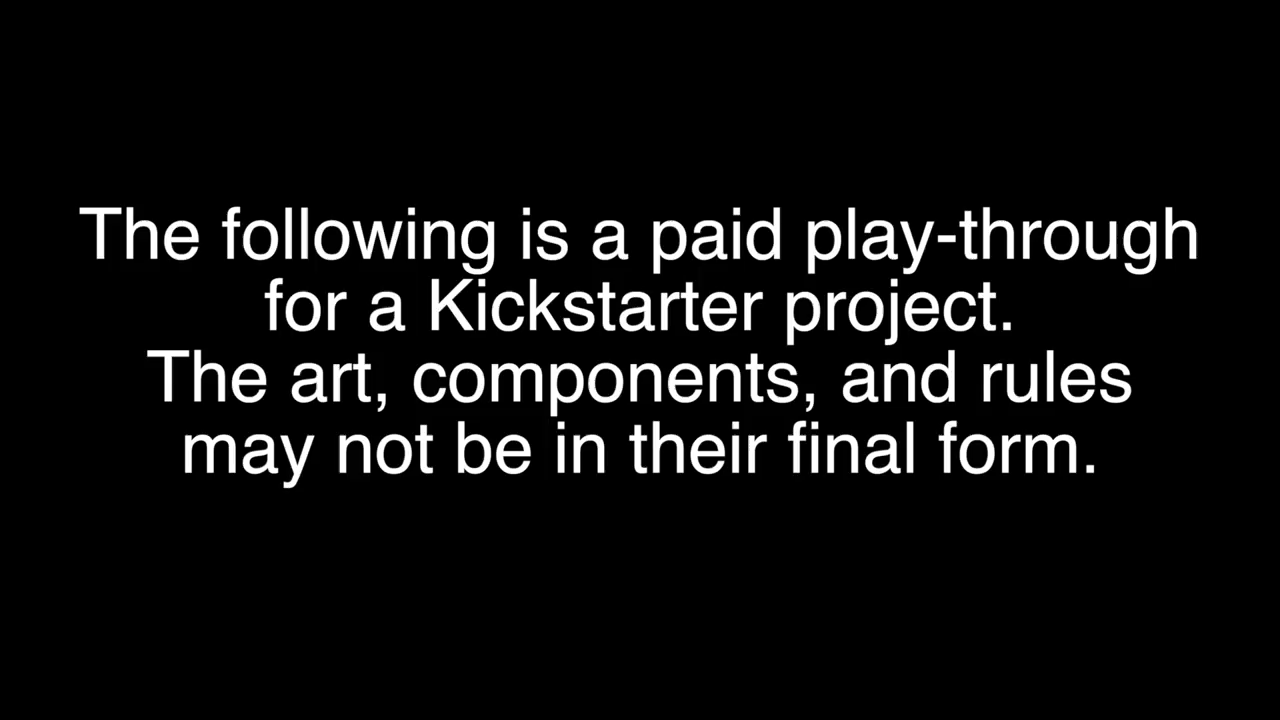 The following is a paid play-through
for a Kickstarter project.
The art, components, and rules
may not be in their final form.